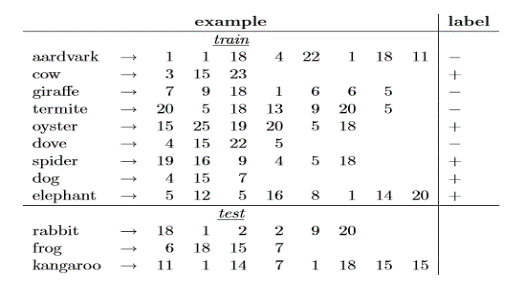 example label
train
aardvark → 1 1 18 4 22 1 18 11 −
cow → 3 15 23 +
giraffe → 7 9 18 1 6 6 5 −
termite → 20 5 18 13 9 20 5 −
oyster → 15 25 19 20 5 18 +
dove → 4 15 22 5 −
spider → 19 16 9 4 5 18 +
dog → 4 15 7 +
elephant → 5 12 5 16 8 1 14 20 +
test
rabbit → 18 1 2 2 9 20
frog → 6 18 15 7
kangaroo → 11 1 14 7 1 18 15 15